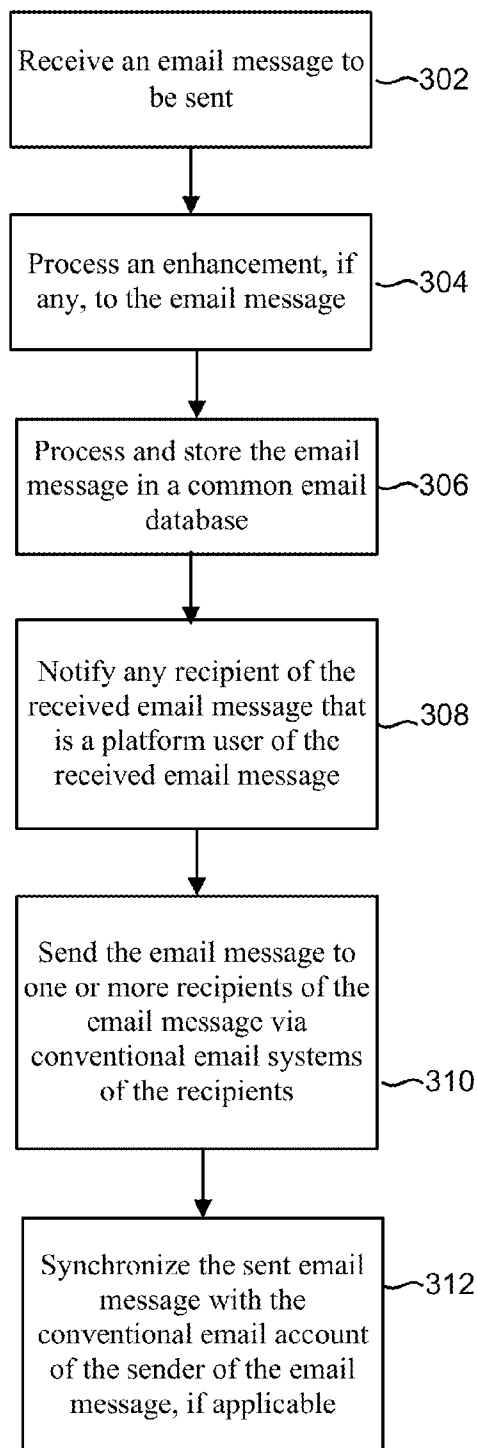 Receive an email message to
be sent
302
Process an enhancement, if
any, to the email message
304
Process and store the email
message in a common email
database
306
Notify any recipient of the
received email message that
is a platform user of the
received email message
308
Send the email message to
one or more recipients of the
email message via
conventional email systems
of the recipients
310
Synchronize the sent email
message with the
conventional email account
of the sender of the email
message, if applicable
312